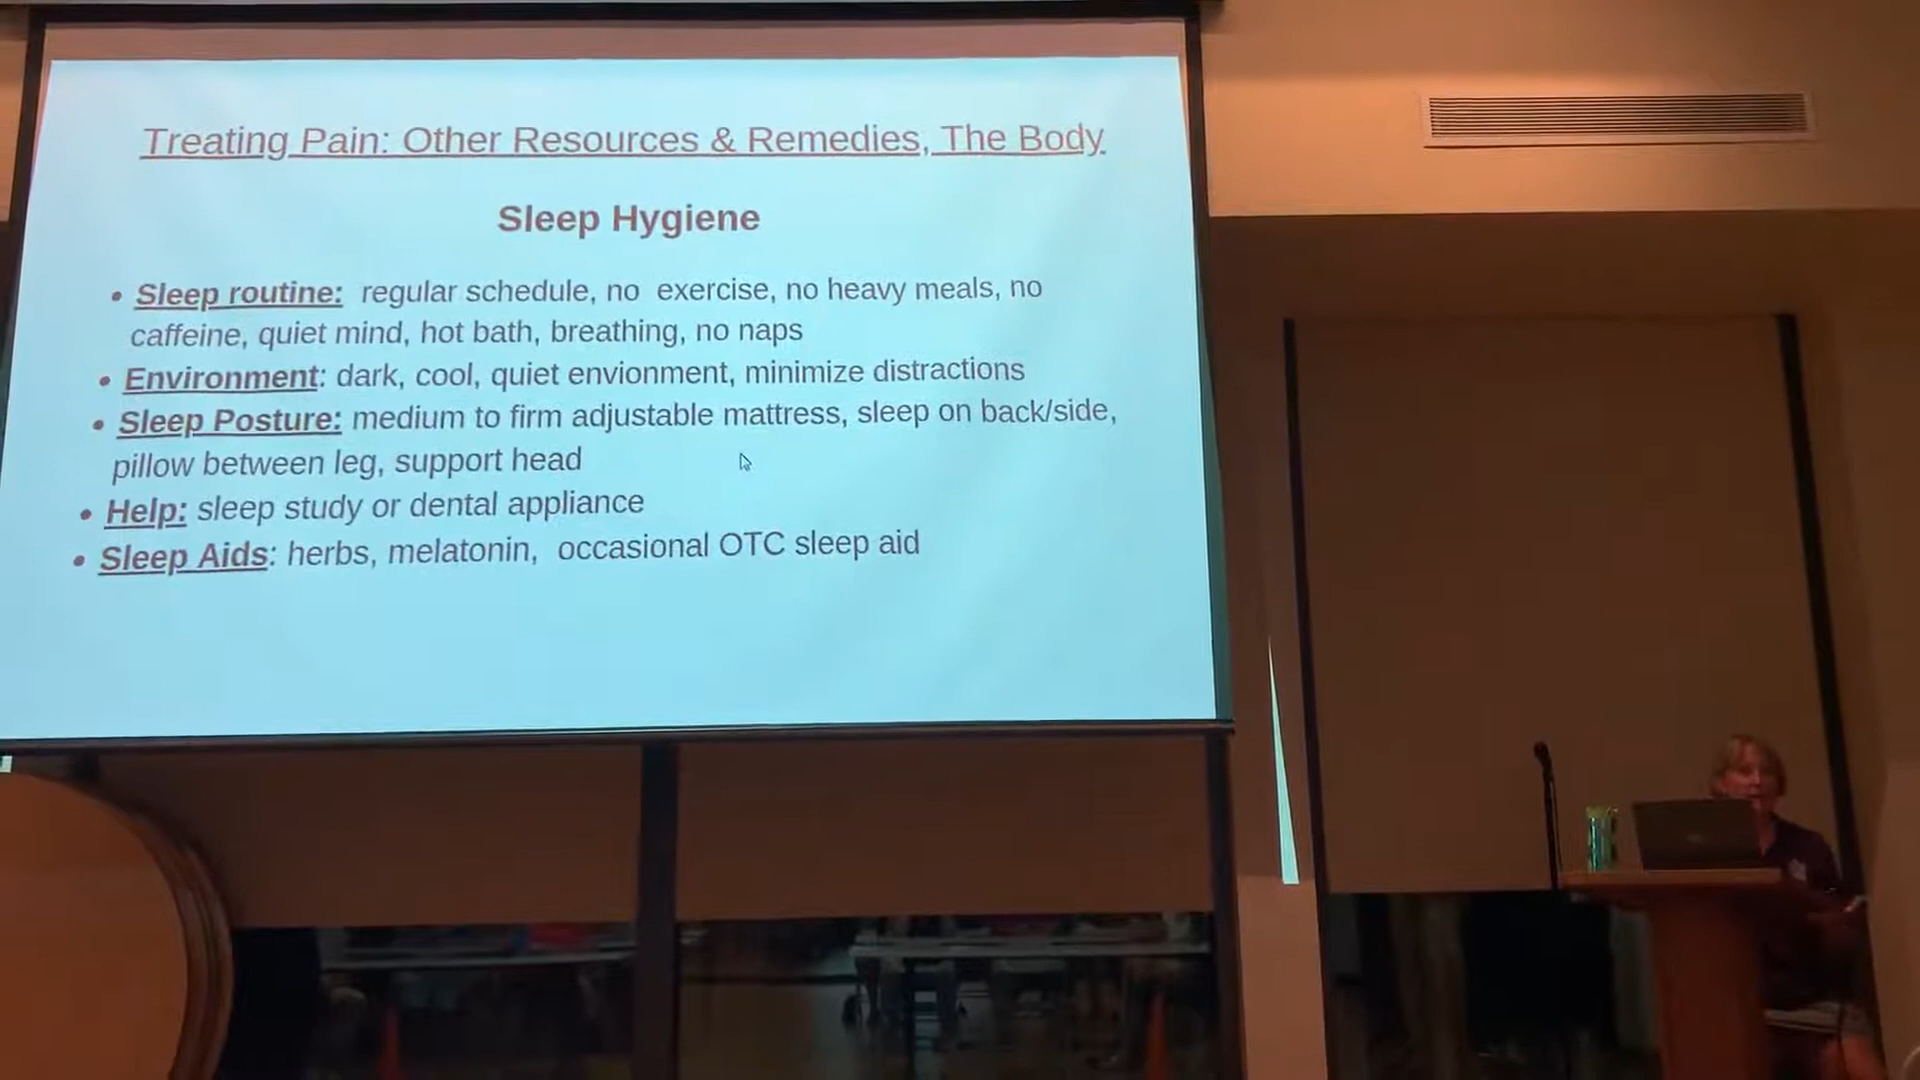 Treating Pain: Other Resources & Remedies, The Body
Sleep Hygiene
• Sleep routine: regular schedule, no exercise, no heavy meals, no
caffeine, quiet mind, hot bath, breathing, no naps
• Environment: dark, cool, quiet envionment, minimize distractions
• Sleep Posture: medium to firm adjustable mattress, sleep on back/side,
pillow between leg, support head
• Help: sleep study or dental appliance
• Sleep Aids: herbs, melatonin, occasional OTC sleep aid